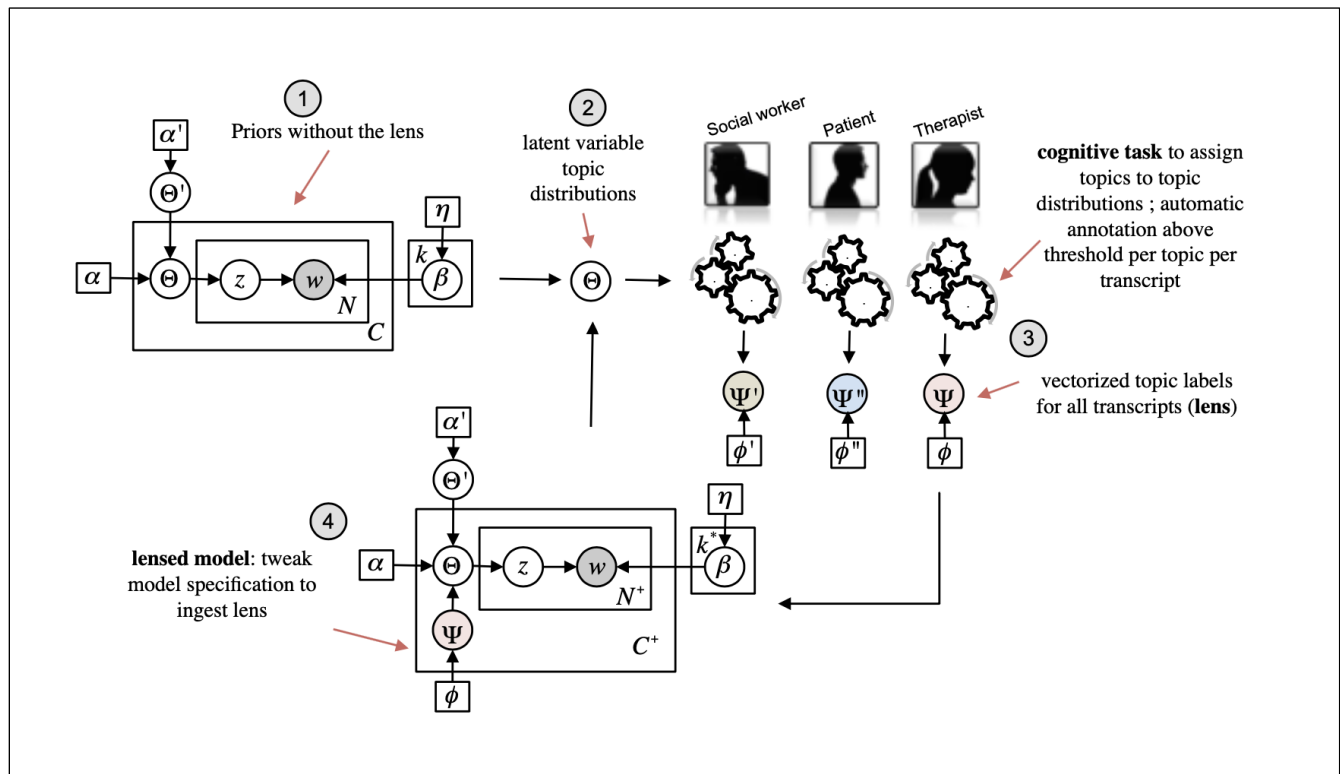 1
Priors without the lens
α'
Θ'
α
Θ
z
w
N
C
η
k
β
2
latent variable
topic
distributions
Θ
Social worker
Patient
Therapist
cognitive task to assign
topics to topic
distributions ; automatic
annotation above
threshold per topic per
transcript
3
Ψ'
Ψ"
Ψ
vectorized topic labels
for all transcripts (lens)
ϕ'
ϕ"
ϕ
4
lensed model: tweak
model specification to
ingest lens
α'
Θ'
α
Θ
z
w
N⁺
C⁺
Ψ
ϕ
η
k*
β